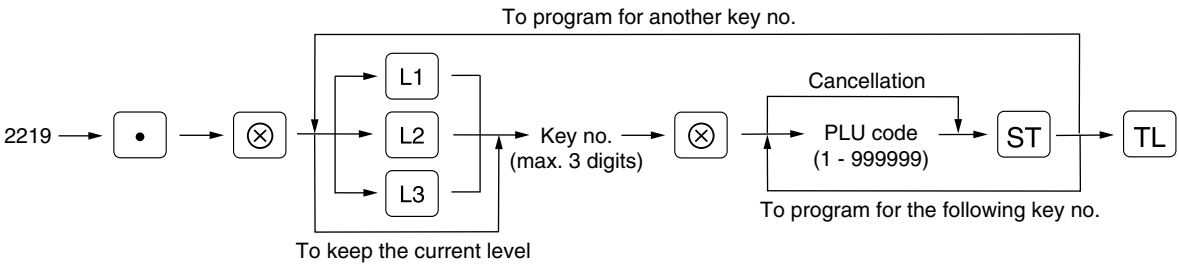 To program for another key no.
L1
Cancellation
2219
•
⊗
L2
Key no.
(max. 3 digits)
⊗
PLU code
(1 - 999999)
ST
TL
L3
To program for the following key no.
To keep the current level